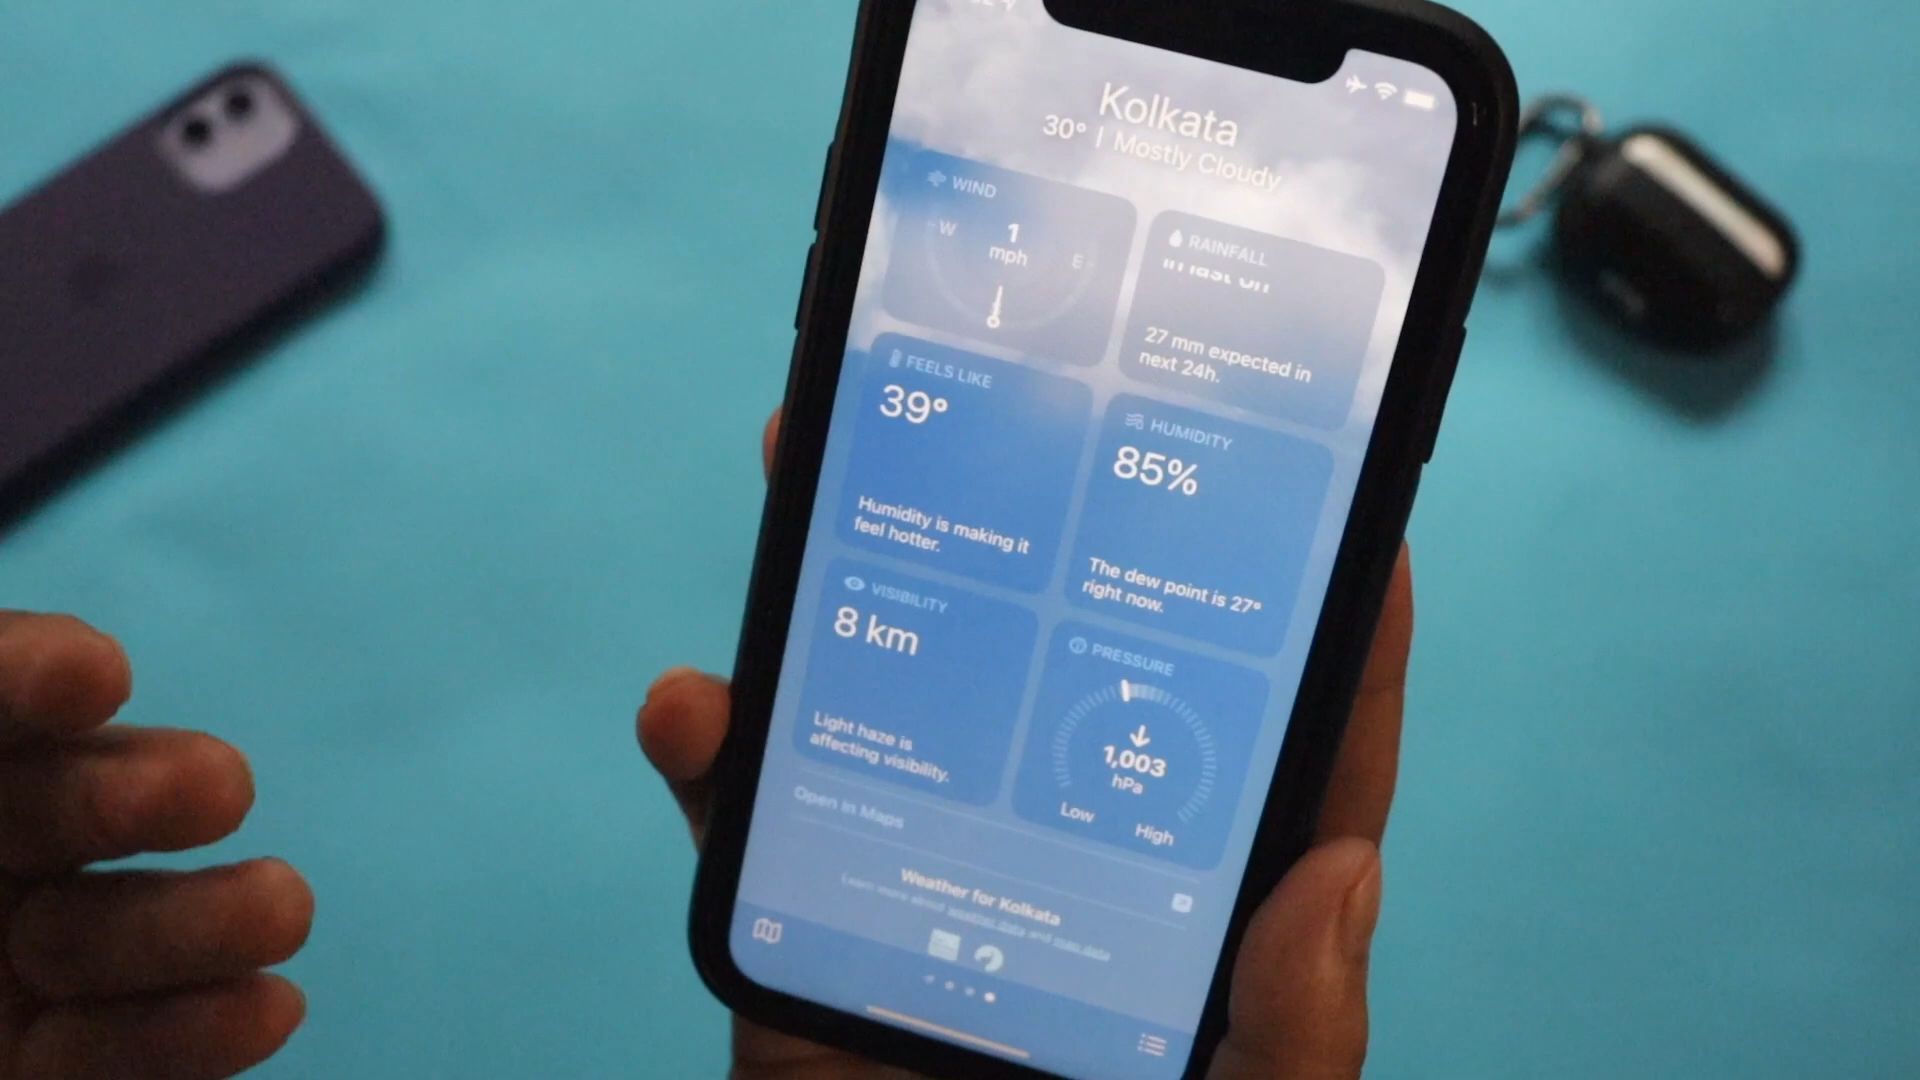 Kolkata
30° | Mostly Cloudy
WIND
W
1
mph
E
RAINFALL
27 mm expected in
next 24h.
FEELS LIKE
39°
Humidity is making it
feel hotter.
HUMIDITY
85%
The dew point is 27°
right now.
VISIBILITY
8 km
Light haze is
affecting visibility.
PRESSURE
1,003
hPa
Low
High
Open in Maps
Weather for Kolkata
Learn more about weather data and map data